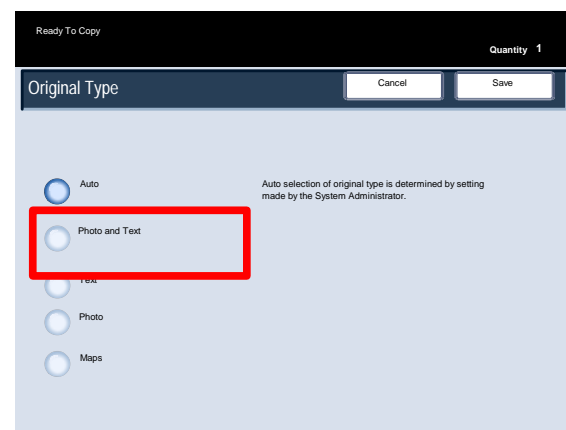 Ready To Copy
Quantity 1
Original Type
Cancel
Save
Auto
Auto selection of original type is determined by setting
made by the System Administrator.
Photo and Text
Text
Photo
Maps